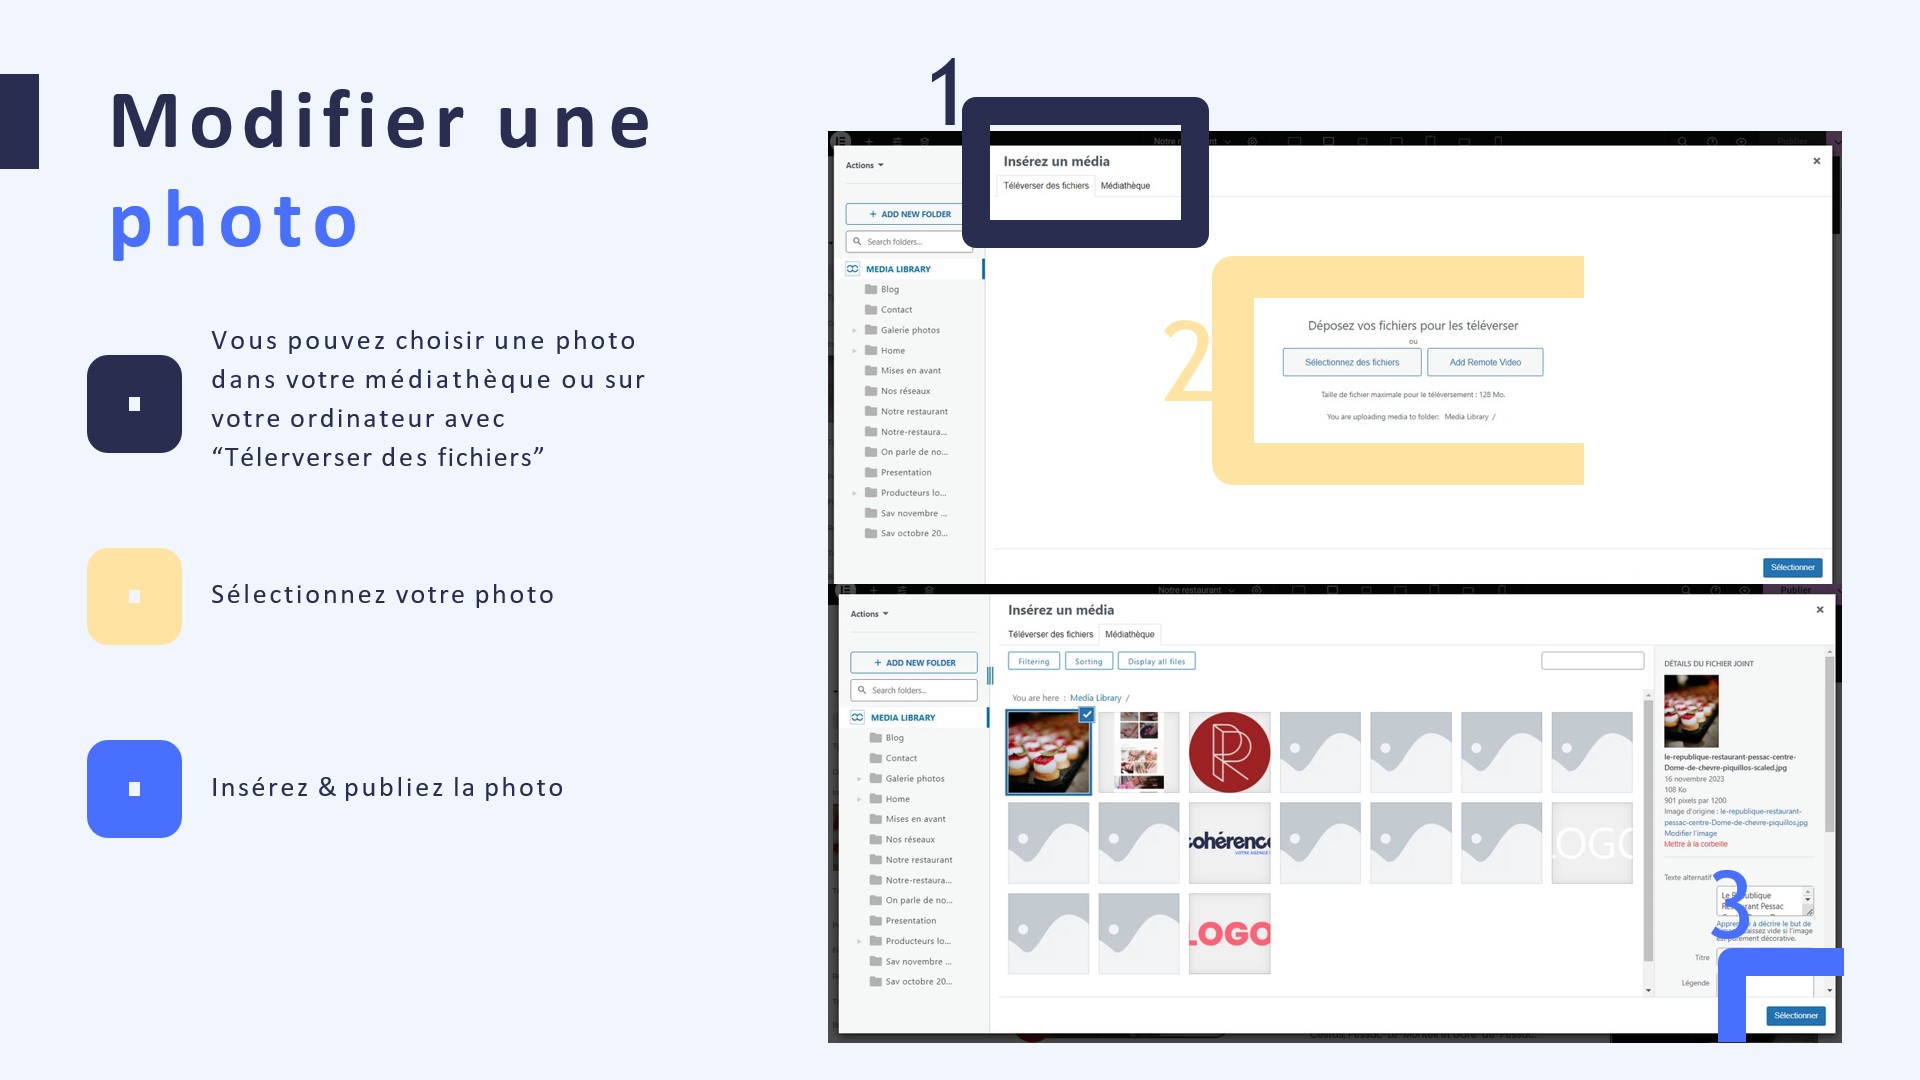 Modifier une
photo
Vous pouvez choisir une photo
dans votre médiathèque ou sur
votre ordinateur avec
“Télerverser des fichiers”
Sélectionnez votre photo
Insérez & publiez la photo
1
Actions
Insérez un média
Téléverser des fichiers Médiathèque
+ ADD NEW FOLDER
Search folders...
MEDIA LIBRARY
Blog
Contact
Galerie photos
Home
Mises en avant
Nos réseaux
Notre restaurant
Notre-restaura...
On parle de no...
Presentation
Producteurs lo...
Sav novembre ...
Sav octobre 20...
2
Déposez vos fichiers pour les téléverser
ou
Sélectionnez des fichiers Add Remote Video
Taille de fichier maximale pour le téléversement : 128 Mo.
You are uploading media to folder: Media Library /
Sélectionner
Notre restaurant
Publier
Actions
Insérez un média
Téléverser des fichiers Médiathèque
+ ADD NEW FOLDER
Search folders...
MEDIA LIBRARY
Blog
Contact
Galerie photos
Home
Mises en avant
Nos réseaux
Notre restaurant
Notre-restaura...
On parle de no...
Presentation
Producteurs lo...
Sav novembre ...
Sav octobre 20...
Filtering Sorting Display all files
You are here : Media Library /
R
cohérence
LOGO
LOGO
DÉTAILS DU FICHIER JOINT
le-republique-restaurant-pessac-centre-
Dome-de-chevre-piquillos-scaled.jpg
16 novembre 2023
108 Ko
901 pixels par 1200
Image d'origine : le-republique-restaurant-
pessac-centre-Dome-de-chevre-piquillos.jpg
Modifier l'image
Mettre à la corbeille
Texte alternatif
3
Pessac
à décrire le but de
vide si l'image
décorative.
Titre
Légende
Sélectionner